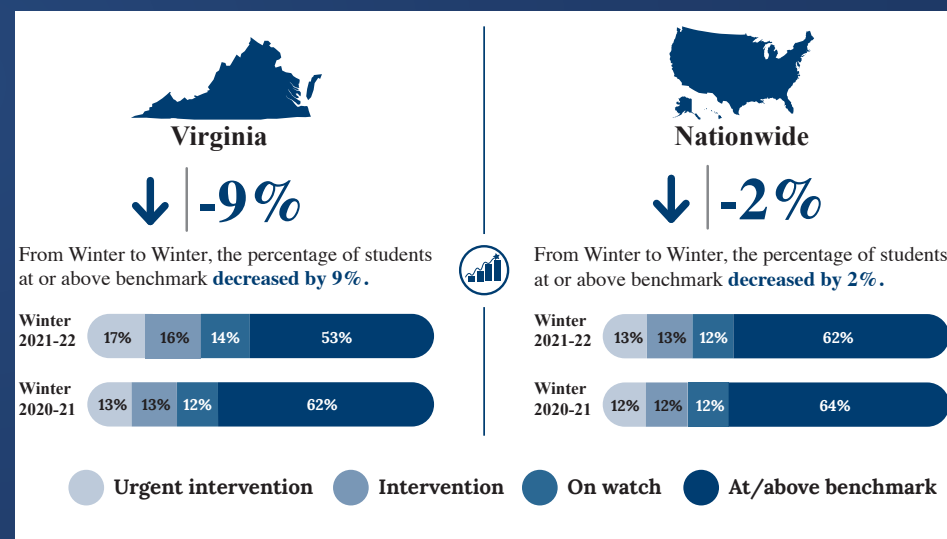 Virginia
-9%
From Winter to Winter, the percentage of students
at or above benchmark decreased by 9%.
Winter
2021-22
17% 16% 14% 53%
Winter
2020-21
13% 13% 12% 62%
Nationwide
-2%
From Winter to Winter, the percentage of students
at or above benchmark decreased by 2%.
Winter
2021-22
13% 13% 12% 62%
Winter
2020-21
12% 12% 12% 64%
Urgent intervention Intervention On watch At/above benchmark